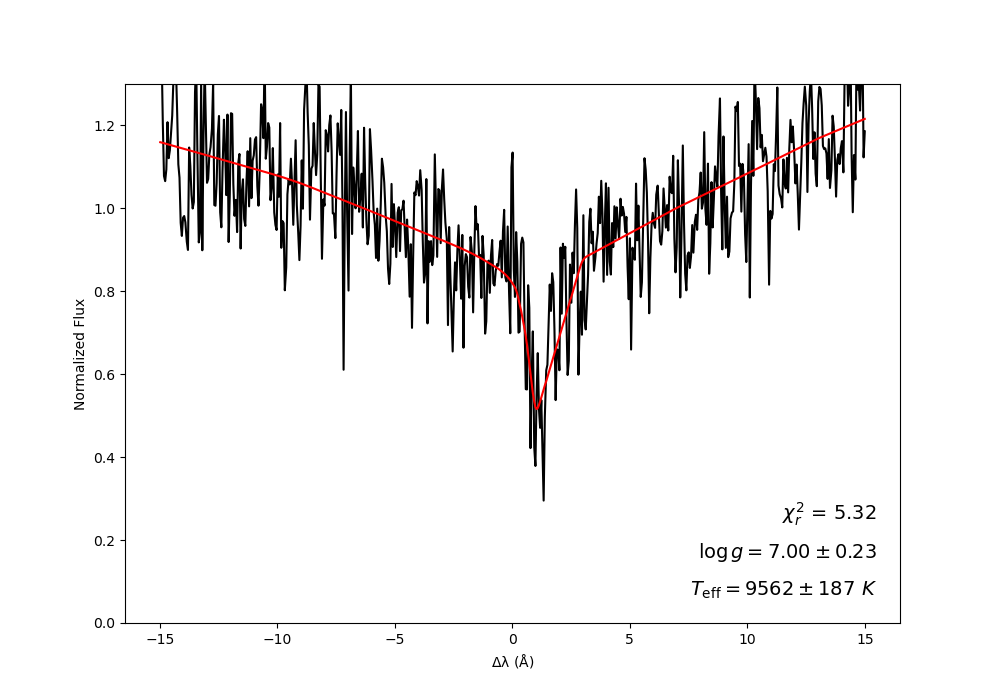 1.2
1.0
0.8
0.6
0.4
0.2
0.0
Normalized Flux
χ²ᵣ = 5.32
log g = 7.00 ± 0.23
T_eff = 9562 ± 187 K
−15 −10 −5 0 5 10 15
Δλ (Å)